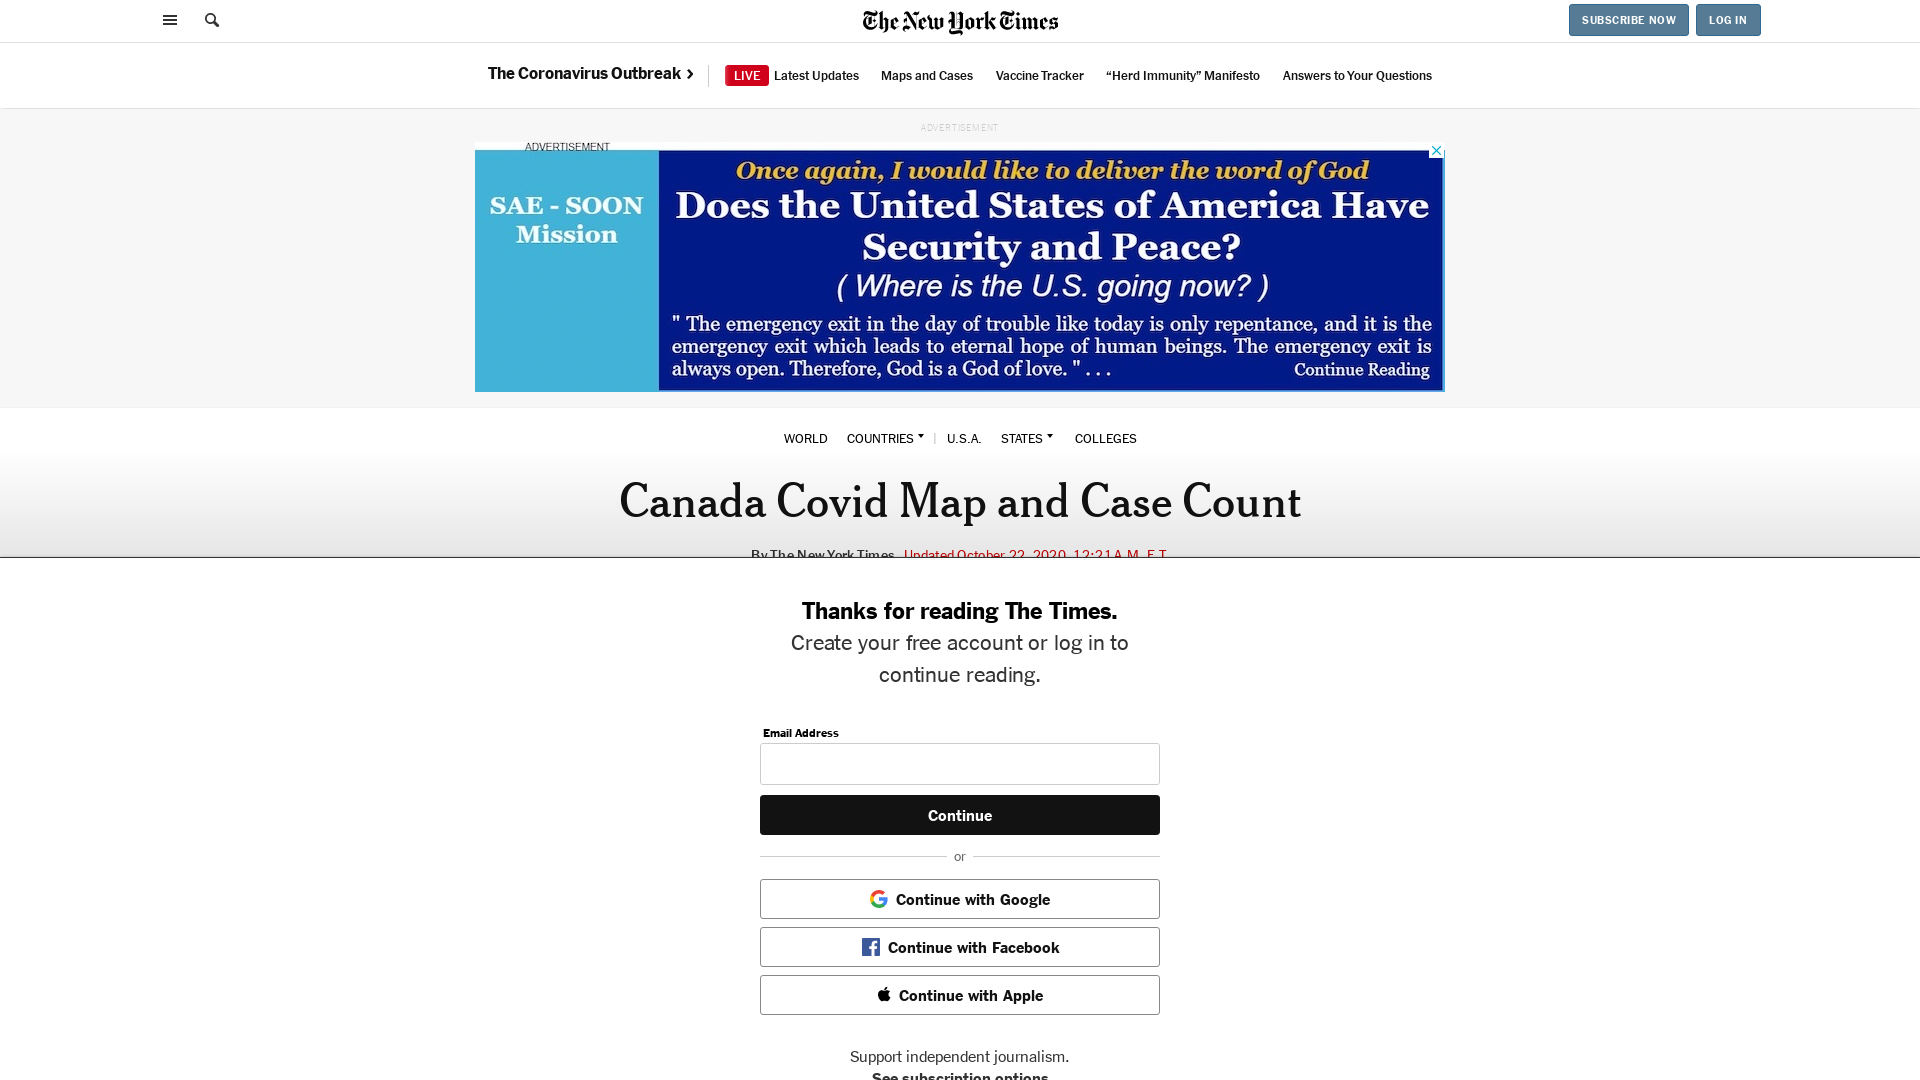 The New York Times
SUBSCRIBE NOW
LOG IN
The Coronavirus Outbreak
LIVE Latest Updates
Maps and Cases
Vaccine Tracker
“Herd Immunity” Manifesto
Answers to Your Questions
ADVERTISEMENT
ADVERTISEMENT
SAE - SOON
Mission
Once again, I would like to deliver the word of God
Does the United States of America Have
Security and Peace?
( Where is the U.S. going now? )
" The emergency exit in the day of trouble like today is only repentance, and it is the
emergency exit which leads to eternal hope of human beings. The emergency exit is
always open. Therefore, God is a God of love. " . . .
Continue Reading
WORLD
COUNTRIES
U.S.A.
STATES
COLLEGES
Canada Covid Map and Case Count
By The New York Times Updated October 22, 2020, 12:21 A.M. E.T.
Thanks for reading The Times.
Create your free account or log in to
continue reading.
Email Address
Continue
or
Continue with Google
Continue with Facebook
Continue with Apple
Support independent journalism.
See subscription options